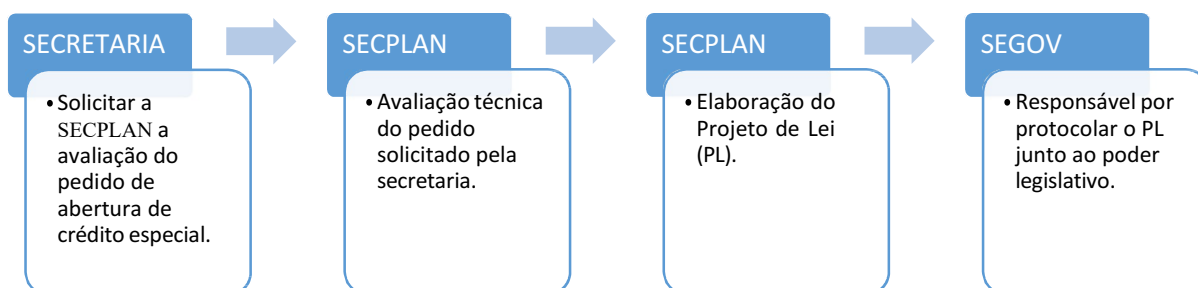 SECRETARIA
• Solicitar a
SECPLAN a
avaliação do
pedido de
abertura de
crédito especial.
SECPLAN
• Avaliação técnica
do pedido
solicitado pela
secretaria.
SECPLAN
• Elaboração do
Projeto de Lei
(PL).
SEGOV
• Responsável por
protocolar o PL
junto ao poder
legislativo.